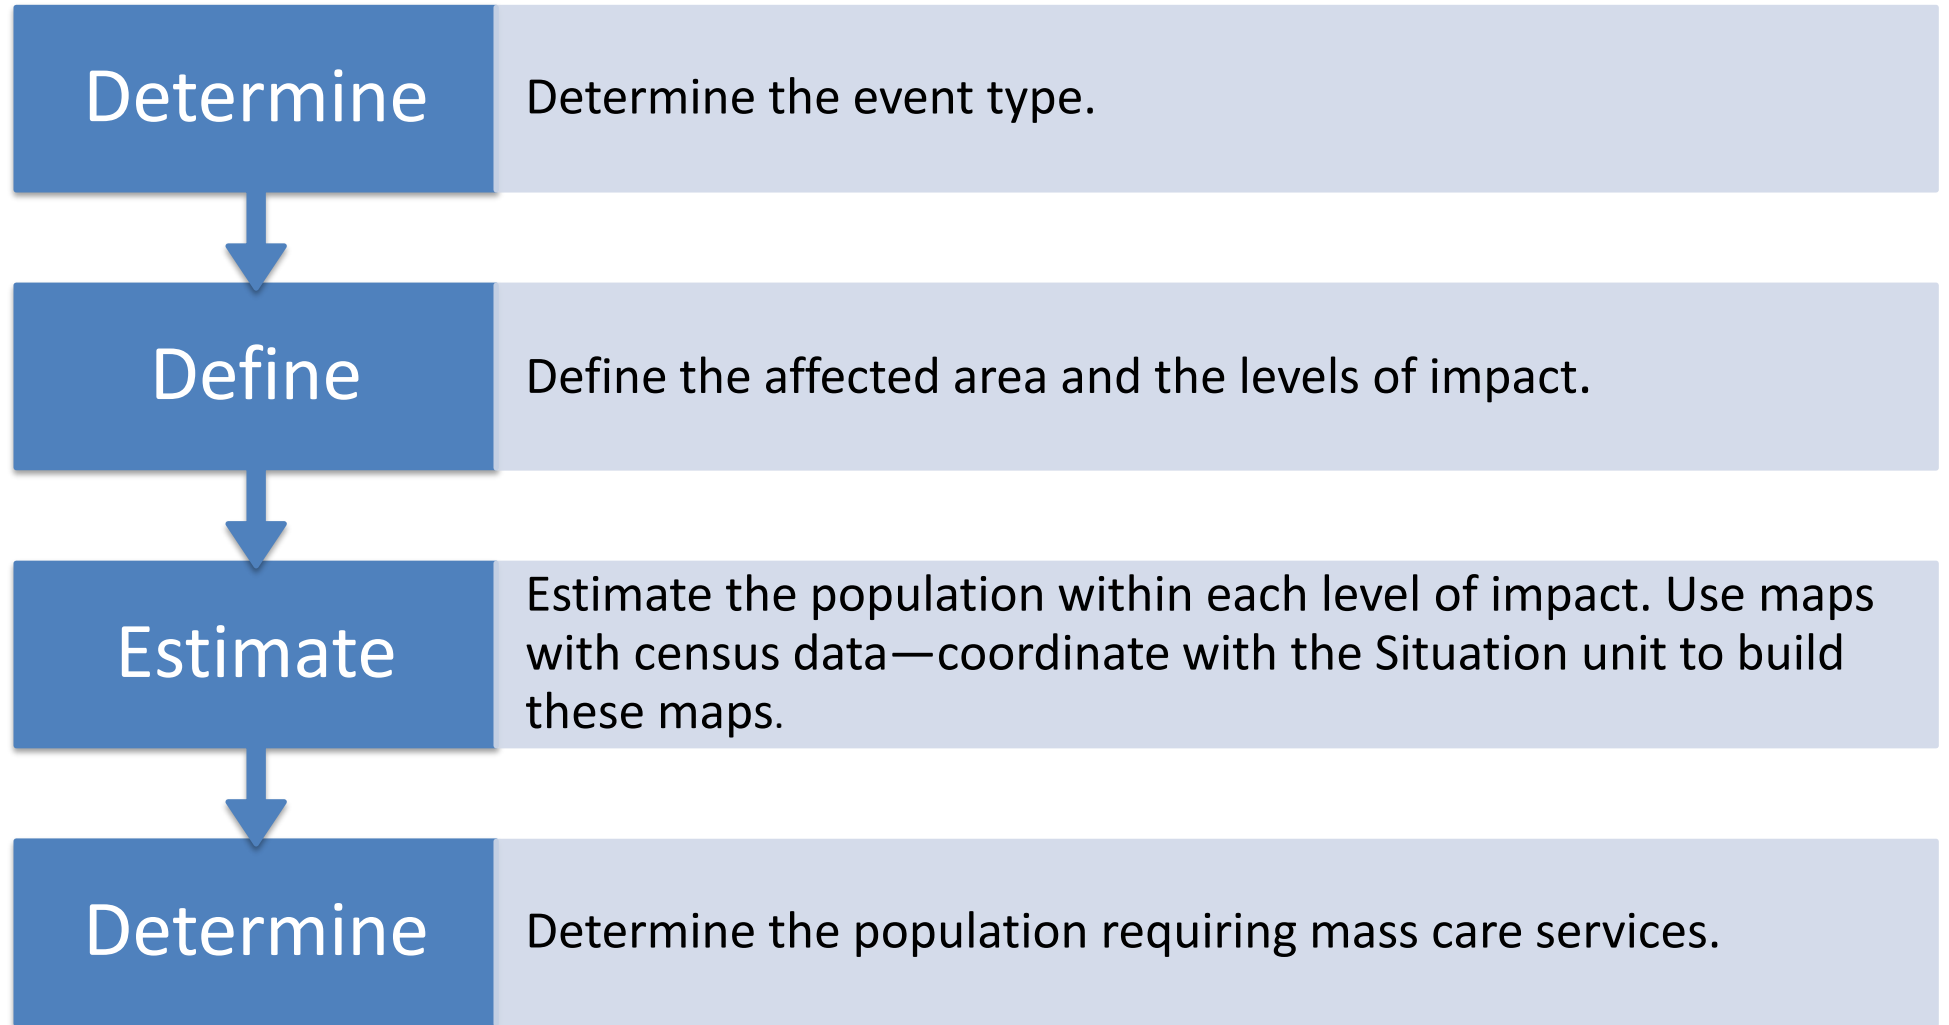 Determine
Determine the event type.
Define
Define the affected area and the levels of impact.
Estimate
Estimate the population within each level of impact. Use maps
with census data—coordinate with the Situation unit to build
these maps.
Determine
Determine the population requiring mass care services.